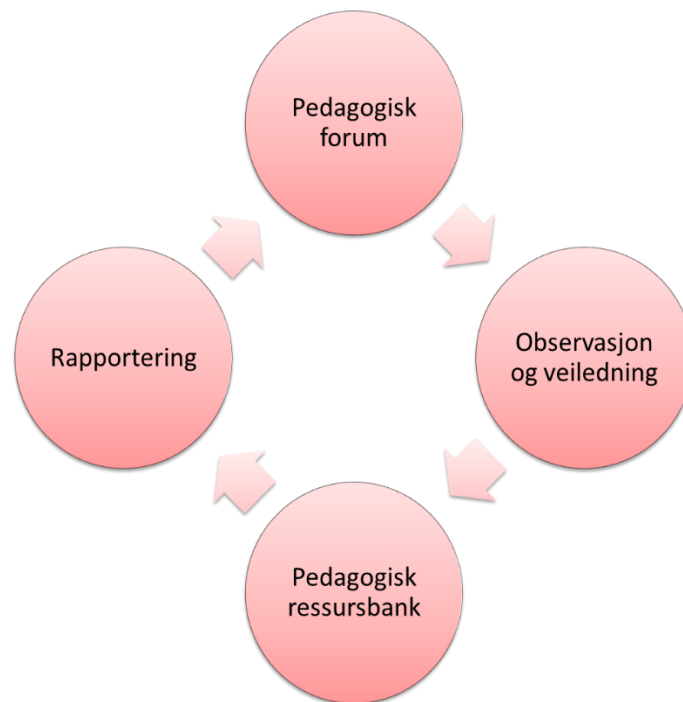 Pedagogisk
forum
Rapportering
Observasjon
og veiledning
Pedagogisk
ressursbank